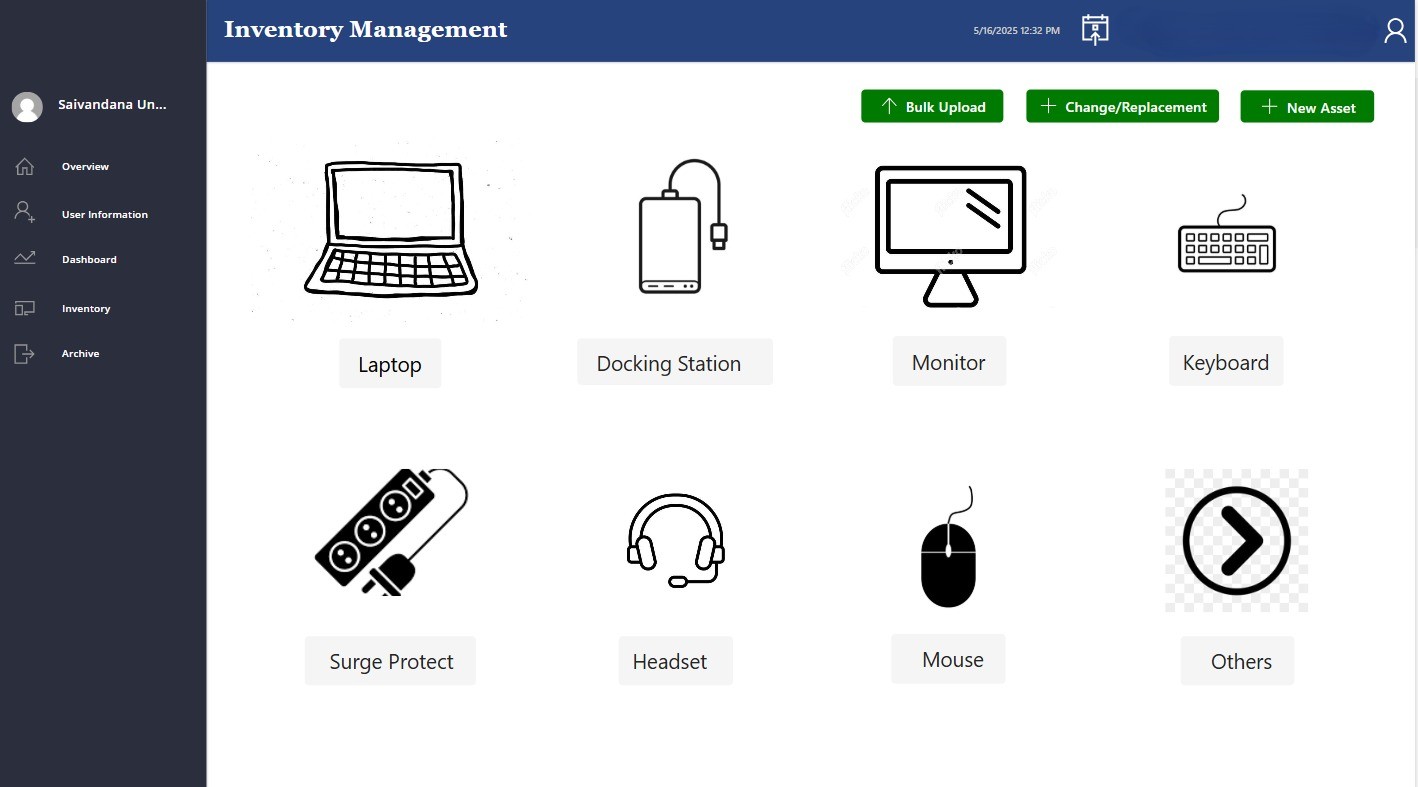 Inventory Management
5/16/2025 12:32 PM
Saivandana Un...
Overview
User Information
Dashboard
Inventory
Archive
Bulk Upload
Change/Replacement
New Asset
Laptop
Docking Station
Monitor
Keyboard
Surge Protect
Headset
Mouse
Others